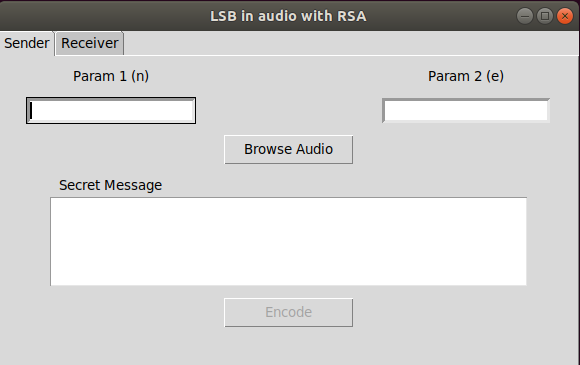 LSB in audio with RSA
Sender Receiver
Param 1 (n) Param 2 (e)
Browse Audio
Secret Message
Encode